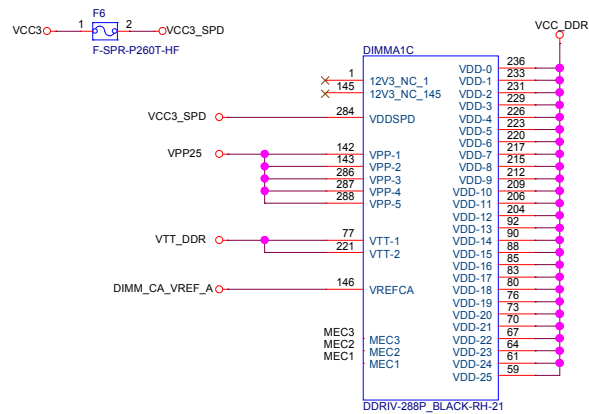 F6
VCC3 1 2 VCC3_SPD
F-SPR-P260T-HF
VCC_DDR
DIMMA1C
1 12V3_NC_1
145 12V3_NC_145
VCC3_SPD 284 VDDSPD
VPP25 142 VPP-1
143 VPP-2
286 VPP-3
287 VPP-4
288 VPP-5
VTT_DDR 77 VTT-1
221 VTT-2
DIMM_CA_VREF_A 146 VREFCA
MEC3 MEC3
MEC2 MEC2
MEC1 MEC1
VDD-0 236
VDD-1 233
VDD-2 231
VDD-3 229
VDD-4 226
VDD-5 223
VDD-6 220
VDD-7 217
VDD-8 215
VDD-9 212
VDD-10 209
VDD-11 206
VDD-12 204
VDD-13 92
VDD-14 90
VDD-15 88
VDD-16 85
VDD-17 83
VDD-18 80
VDD-19 76
VDD-20 73
VDD-21 70
VDD-22 67
VDD-23 64
VDD-24 61
VDD-25 59
DDRIV-288P_BLACK-RH-21